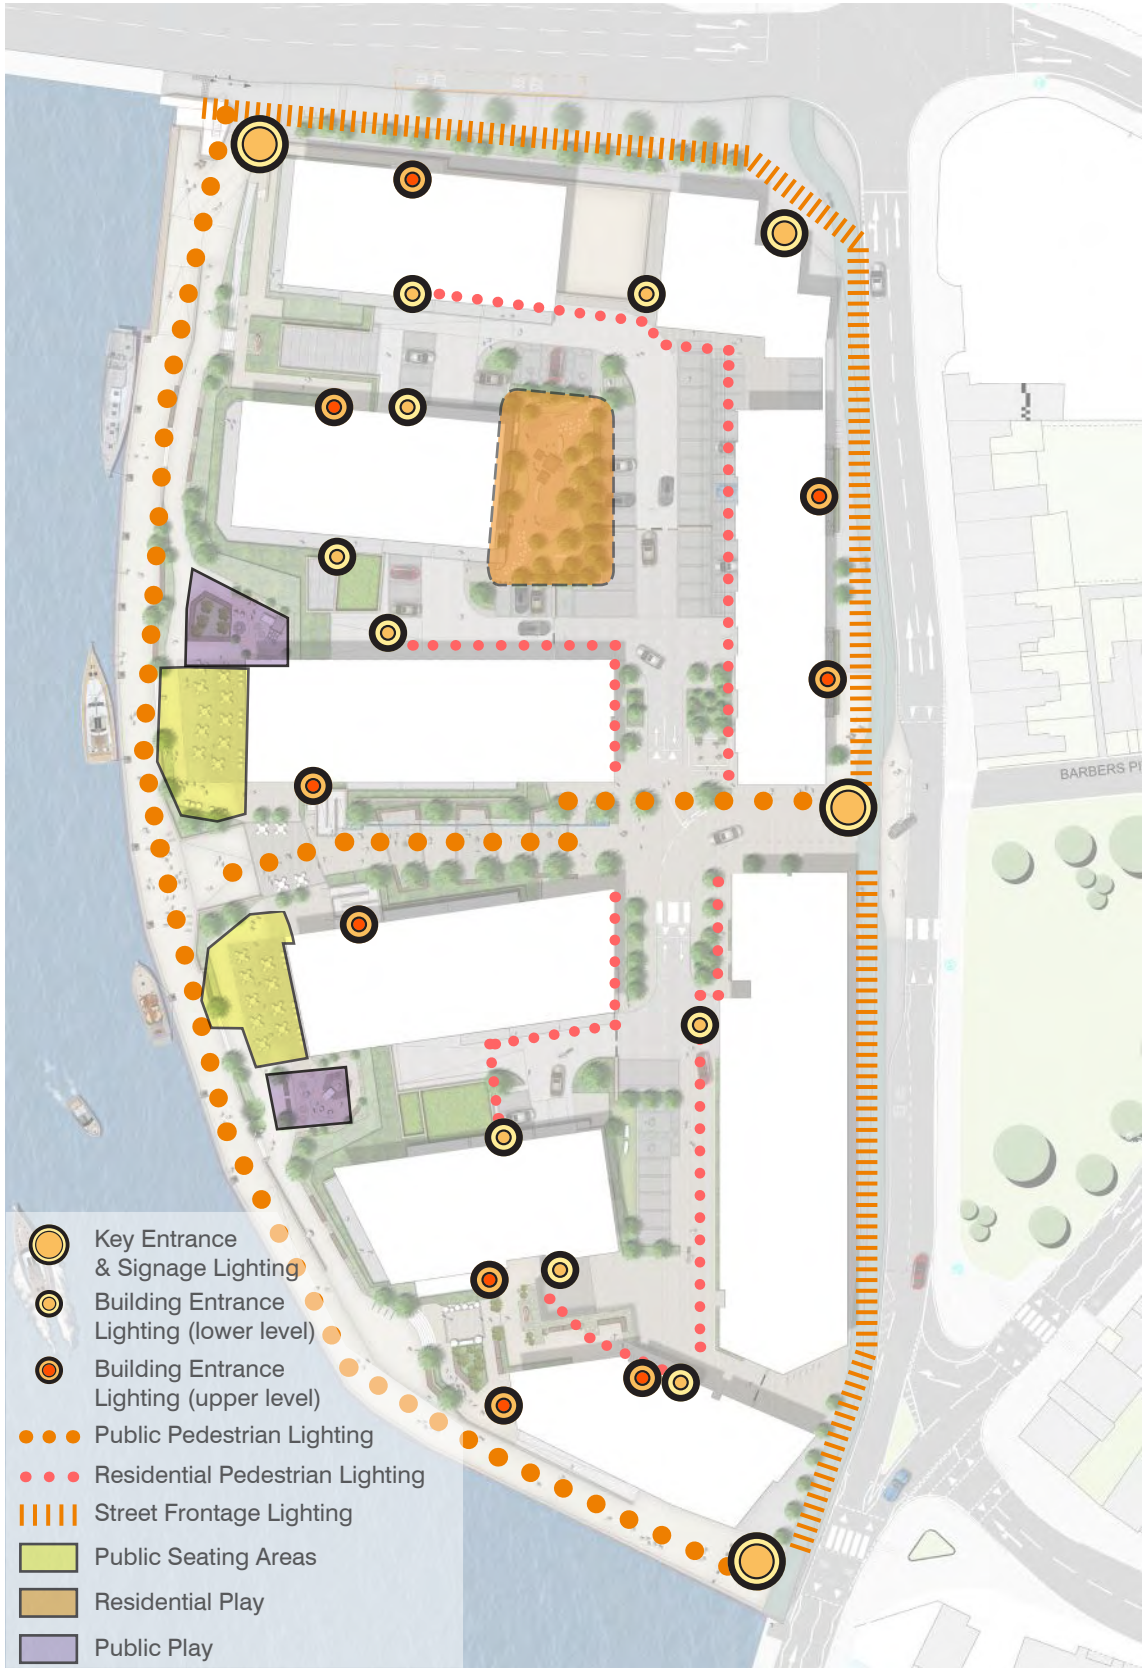 BARBERS PL
Key Entrance
& Signage Lighting
Building Entrance
Lighting (lower level)
Building Entrance
Lighting (upper level)
Public Pedestrian Lighting
Residential Pedestrian Lighting
Street Frontage Lighting
Public Seating Areas
Residential Play
Public Play